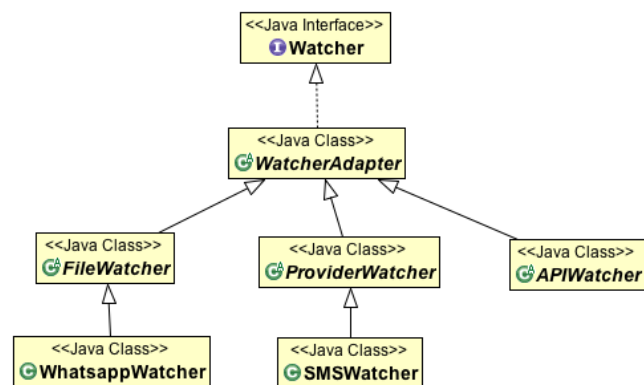 <<Java Interface>>
Watcher
<<Java Class>>
WatcherAdapter
<<Java Class>>
FileWatcher
<<Java Class>>
ProviderWatcher
<<Java Class>>
APIWatcher
<<Java Class>>
WhatsappWatcher
<<Java Class>>
SMSWatcher